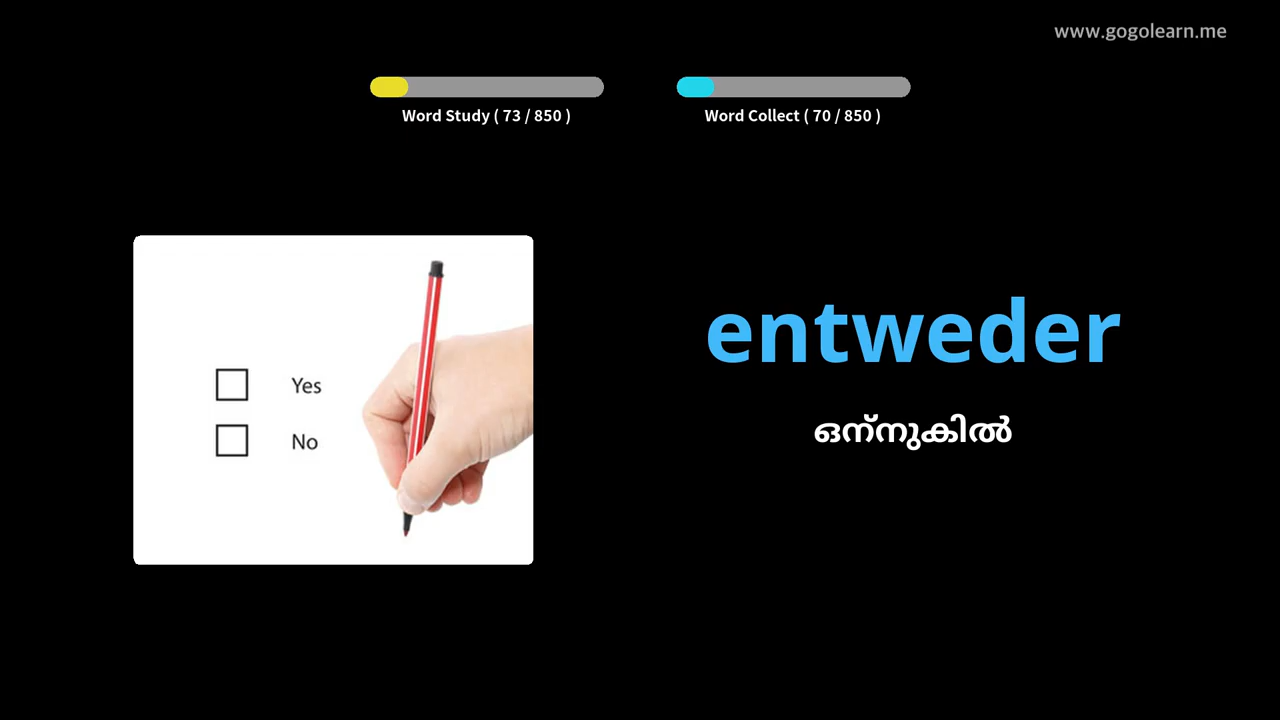 www.gogolearn.me
Word Study ( 73 / 850 )
Word Collect ( 70 / 850 )
Yes
No
entweder
ഒന്നുകിൽ